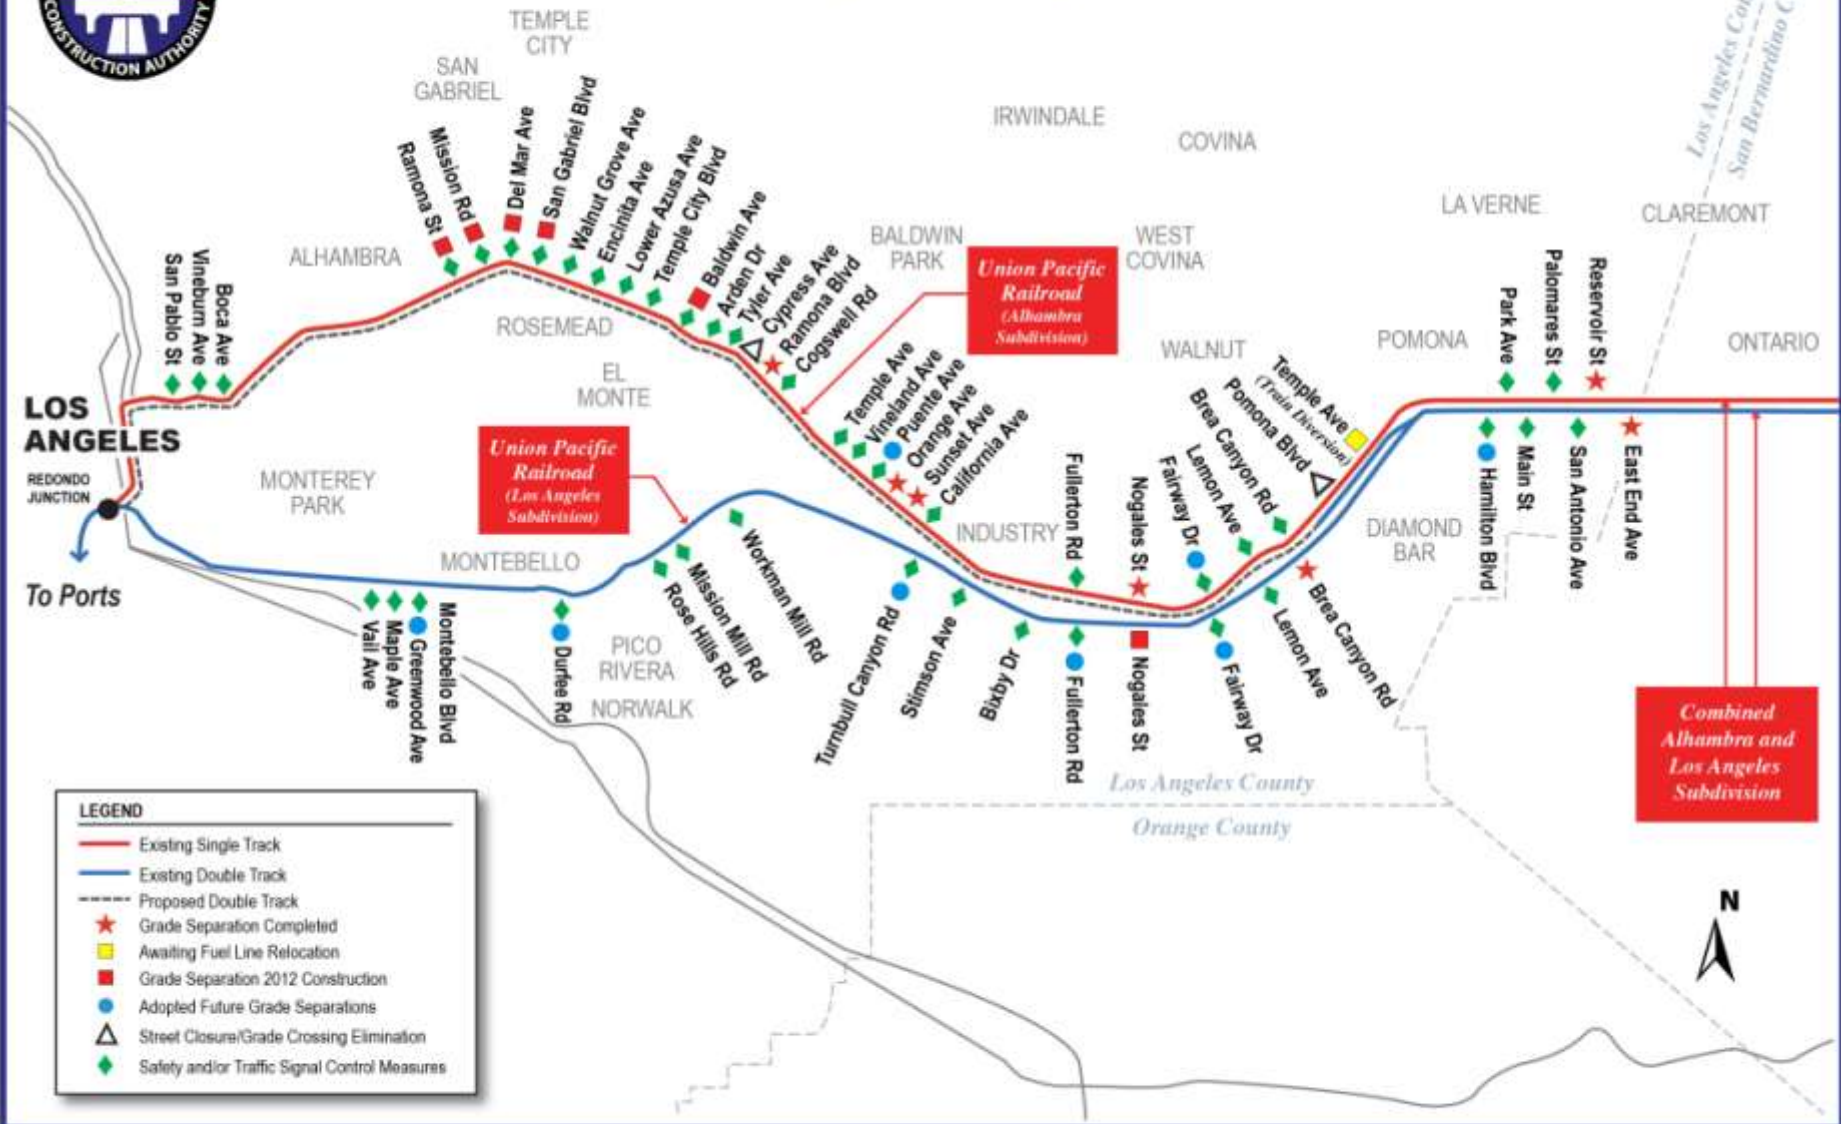 CONSTRUCTION AUTHORITY
TEMPLE
CITY
SAN
GABRIEL
IRWINDALE
COVINA
Los Angeles
San Bernardino
LA VERNE
CLAREMONT
ALHAMBRA
BALDWIN
PARK
WEST
COVINA
ROSEMEAD
EL
MONTE
WALNUT
POMONA
ONTARIO
San Pablo St
Vineburn Ave
Boca Ave
Ramona St
Mission Rd
Del Mar Ave
San Gabriel Blvd
Walnut Grove Ave
Encinita Ave
Lower Azusa Ave
Temple City Blvd
Baldwin Ave
Arden Dr
Tyler Ave
Cypress Ave
Ramona Blvd
Cogswell Rd
Union Pacific
Railroad
(Alhambra
Subdivision)
Temple Ave
Vineland Ave
Puente Ave
Orange Ave
Sunset Ave
California Ave
Fullerton Rd
Nogales St
Fairway Dr
Lemon Ave
Brea Canyon Rd
Pomona Blvd
Temple Ave
(Train Diversion)
Park Ave
Palomares St
Reservoir St
LOS
ANGELES
REDONDO
JUNCTION
To Ports
MONTEREY
PARK
Union Pacific
Railroad
(Los Angeles
Subdivision)
INDUSTRY
DIAMOND
BAR
MONTEBELLO
PICO
RIVERA
NORWALK
Vail Ave
Maple Ave
Greenwood Ave
Montebello Blvd
Durfee Rd
Rose Hills Rd
Mission Mill Rd
Workman Mill Rd
Turnbull Canyon Rd
Stimson Ave
Bixby Dr
Fullerton Rd
Nogales St
Fairway Dr
Lemon Ave
Brea Canyon Rd
Hamilton Blvd
Main St
San Antonio Ave
East End Ave
Combined
Alhambra and
Los Angeles
Subdivision
Los Angeles County
Orange County
LEGEND
Existing Single Track
Existing Double Track
Proposed Double Track
Grade Separation Completed
Awaiting Fuel Line Relocation
Grade Separation 2012 Construction
Adopted Future Grade Separations
Street Closure/Grade Crossing Elimination
Safety and/or Traffic Signal Control Measures
N